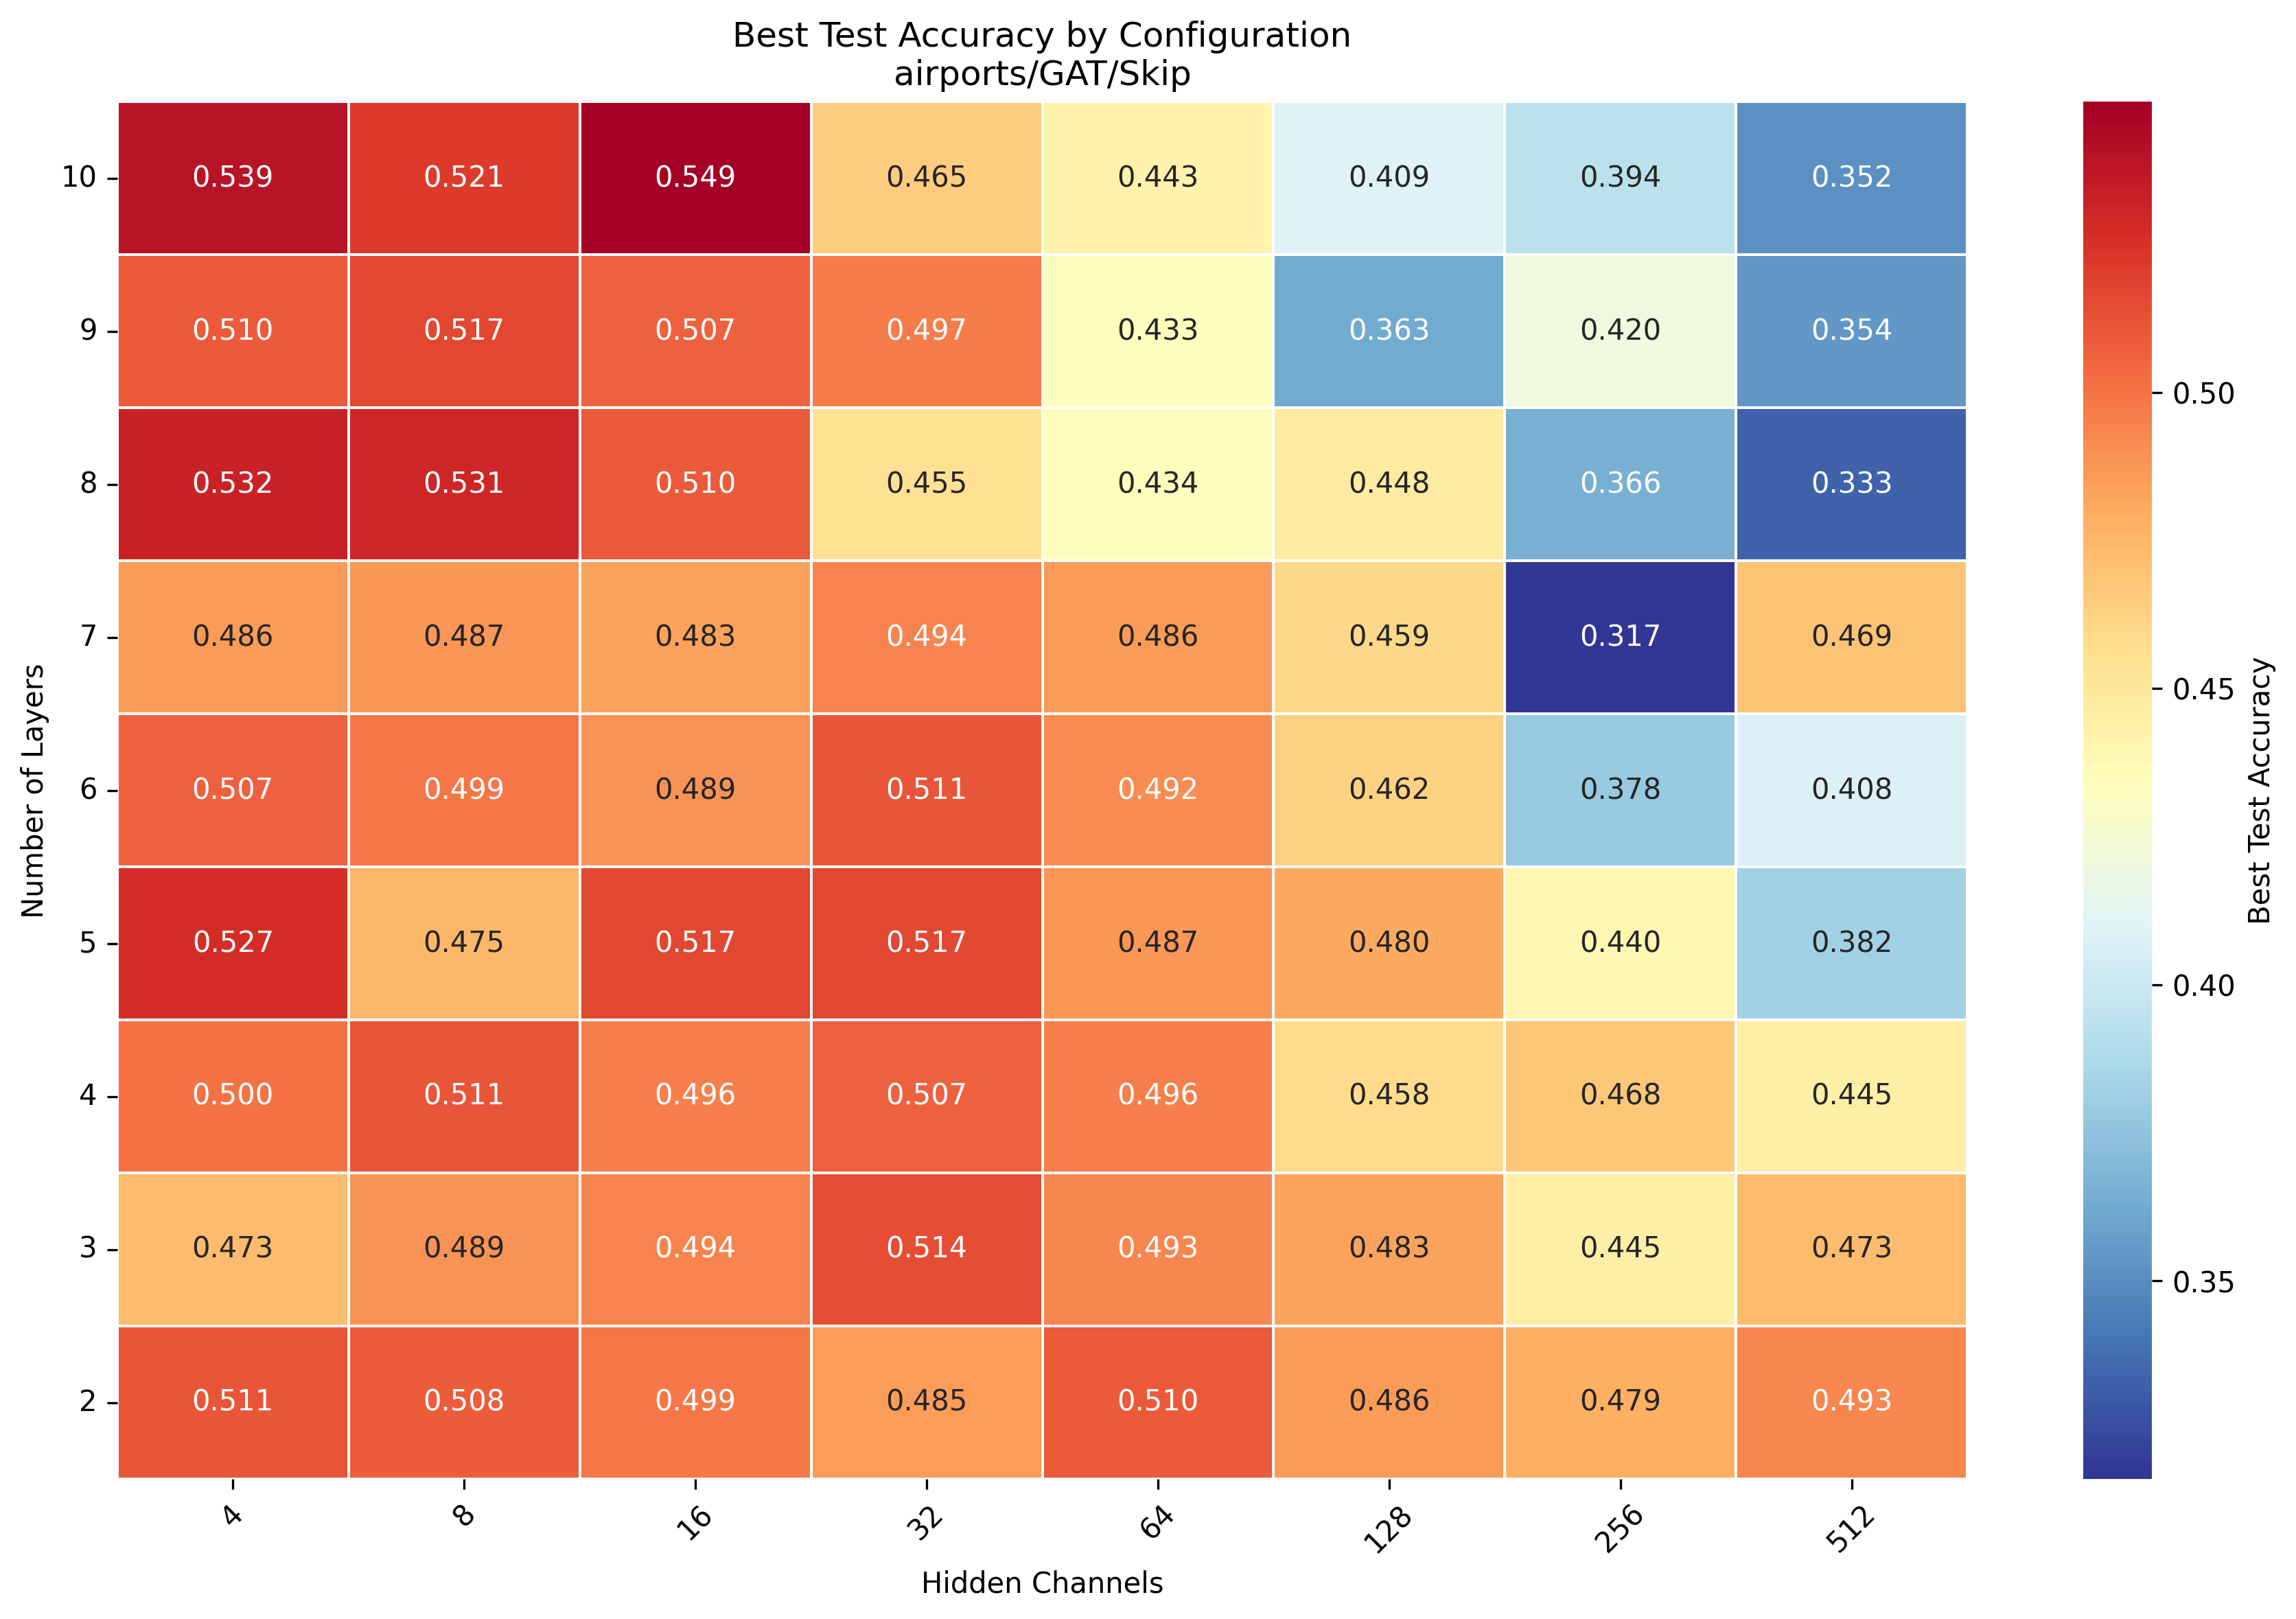 Best Test Accuracy by Configuration
airports/GAT/Skip
Number of Layers
10 0.539 0.521 0.549 0.465 0.443 0.409 0.394 0.352
9 0.510 0.517 0.507 0.497 0.433 0.363 0.420 0.354
8 0.532 0.531 0.510 0.455 0.434 0.448 0.366 0.333
7 0.486 0.487 0.483 0.494 0.486 0.459 0.317 0.469
6 0.507 0.499 0.489 0.511 0.492 0.462 0.378 0.408
5 0.527 0.475 0.517 0.517 0.487 0.480 0.440 0.382
4 0.500 0.511 0.496 0.507 0.496 0.458 0.468 0.445
3 0.473 0.489 0.494 0.514 0.493 0.483 0.445 0.473
2 0.511 0.508 0.499 0.485 0.510 0.486 0.479 0.493
4 8 16 32 64 128 256 512
Hidden Channels
0.50
0.45
0.40
0.35
Best Test Accuracy